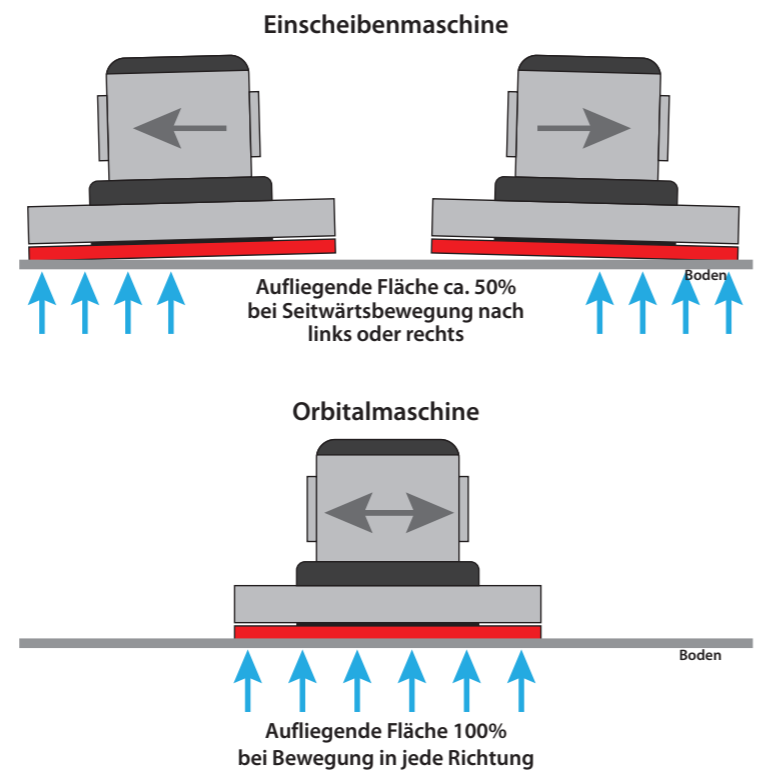 Einscheibenmaschine
Boden
Aufliegende Fläche ca. 50%
bei Seitwärtsbewegung nach
links oder rechts
Orbitalmaschine
Boden
Aufliegende Fläche 100%
bei Bewegung in jede Richtung